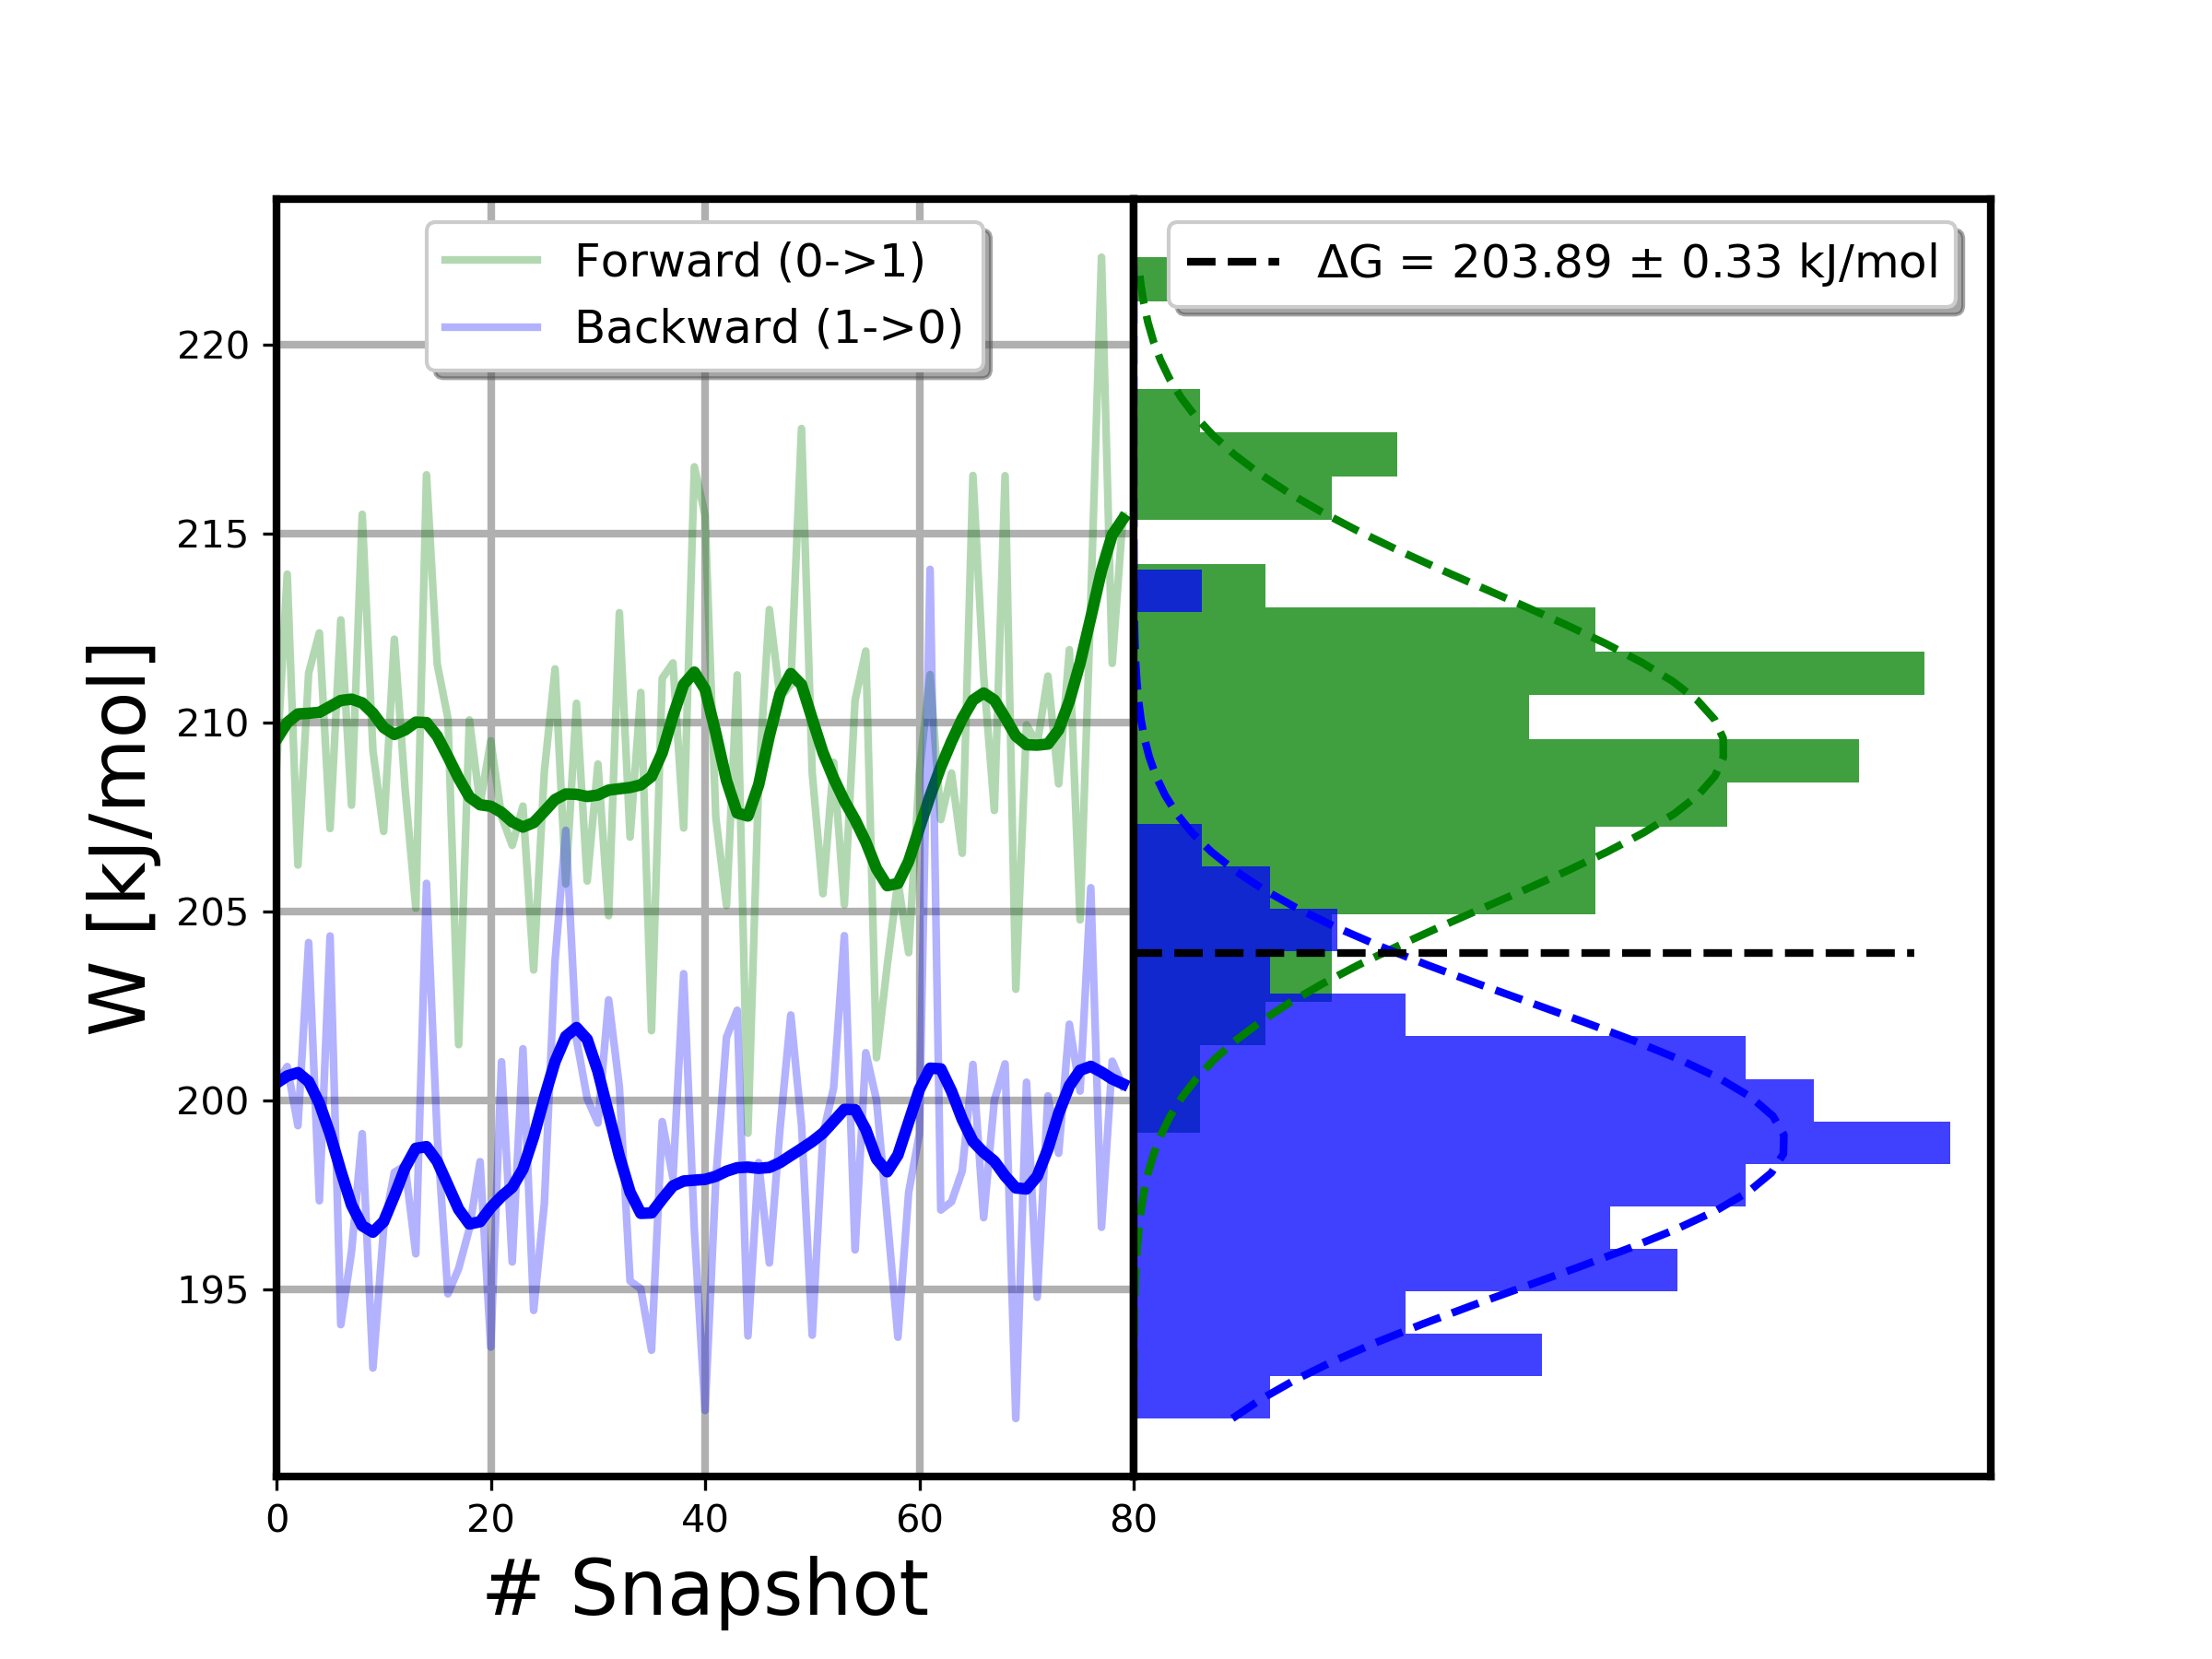 Forward (0->1)
Backward (1->0)
ΔG = 203.89 ± 0.33 kJ/mol
W [kJ/mol]
220
215
210
205
200
195
0
20
40
60
80
# Snapshot